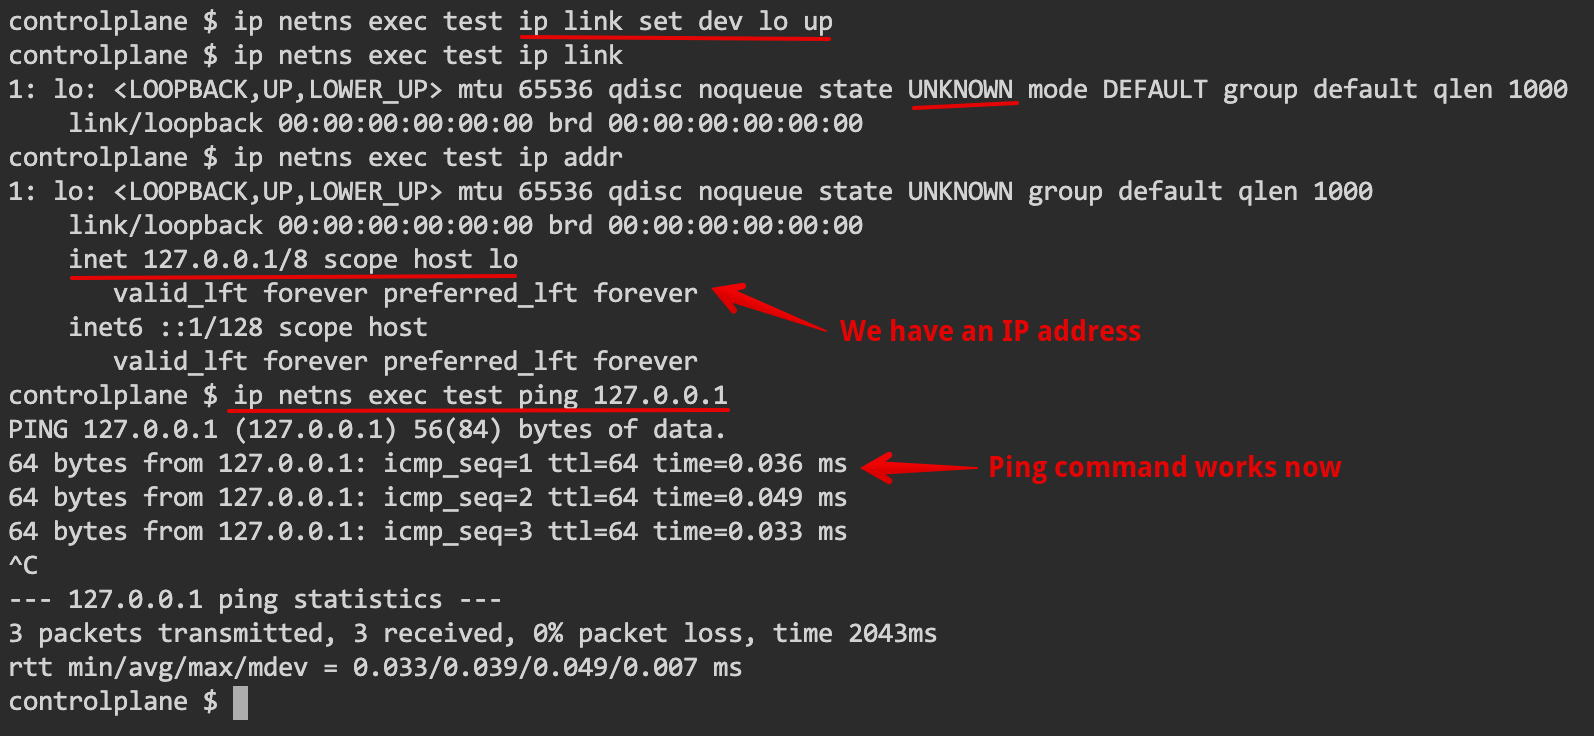 controlplane $ ip netns exec test ip link set dev lo up
controlplane $ ip netns exec test ip link
1: lo: <LOOPBACK,UP,LOWER_UP> mtu 65536 qdisc noqueue state UNKNOWN mode DEFAULT group default qlen 1000
    link/loopback 00:00:00:00:00:00 brd 00:00:00:00:00:00
controlplane $ ip netns exec test ip addr
1: lo: <LOOPBACK,UP,LOWER_UP> mtu 65536 qdisc noqueue state UNKNOWN group default qlen 1000
    link/loopback 00:00:00:00:00:00 brd 00:00:00:00:00:00
    inet 127.0.0.1/8 scope host lo
       valid_lft forever preferred_lft forever
We have an IP address
    inet6 ::1/128 scope host
       valid_lft forever preferred_lft forever
controlplane $ ip netns exec test ping 127.0.0.1
PING 127.0.0.1 (127.0.0.1) 56(84) bytes of data.
64 bytes from 127.0.0.1: icmp_seq=1 ttl=64 time=0.036 ms
Ping command works now
64 bytes from 127.0.0.1: icmp_seq=2 ttl=64 time=0.049 ms
64 bytes from 127.0.0.1: icmp_seq=3 ttl=64 time=0.033 ms
^C
--- 127.0.0.1 ping statistics ---
3 packets transmitted, 3 received, 0% packet loss, time 2043ms
rtt min/avg/max/mdev = 0.033/0.039/0.049/0.007 ms
controlplane $